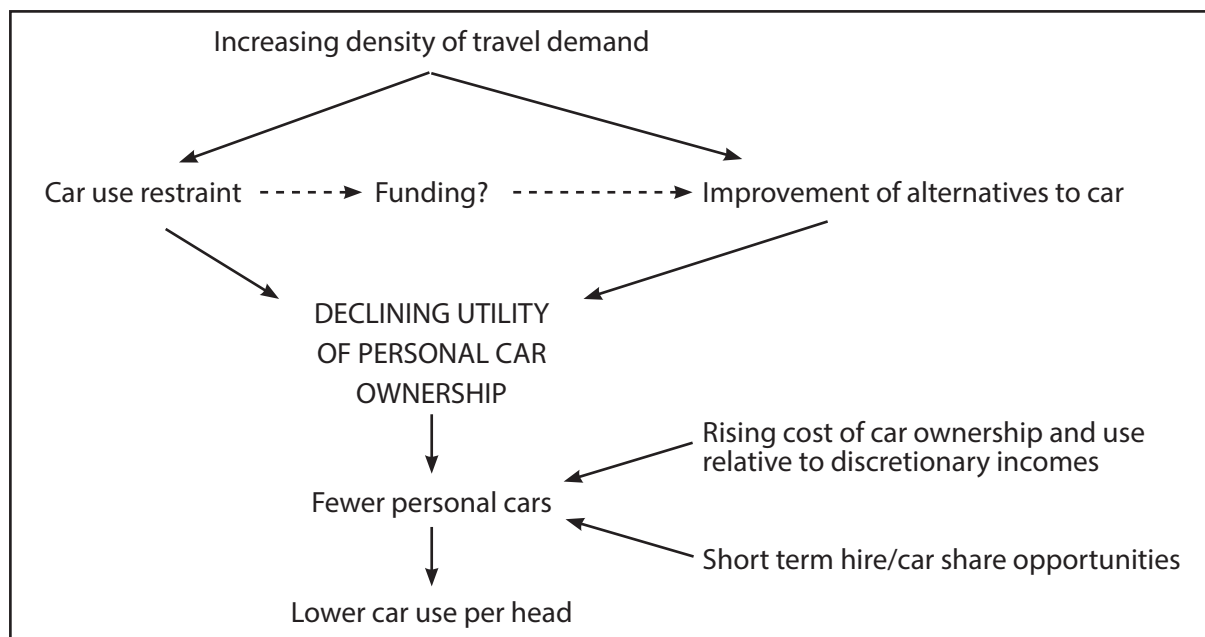 Increasing density of travel demand
Car use restraint
Funding?
Improvement of alternatives to car
DECLINING UTILITY
OF PERSONAL CAR
OWNERSHIP
Rising cost of car ownership and use
relative to discretionary incomes
Fewer personal cars
Short term hire/car share opportunities
Lower car use per head